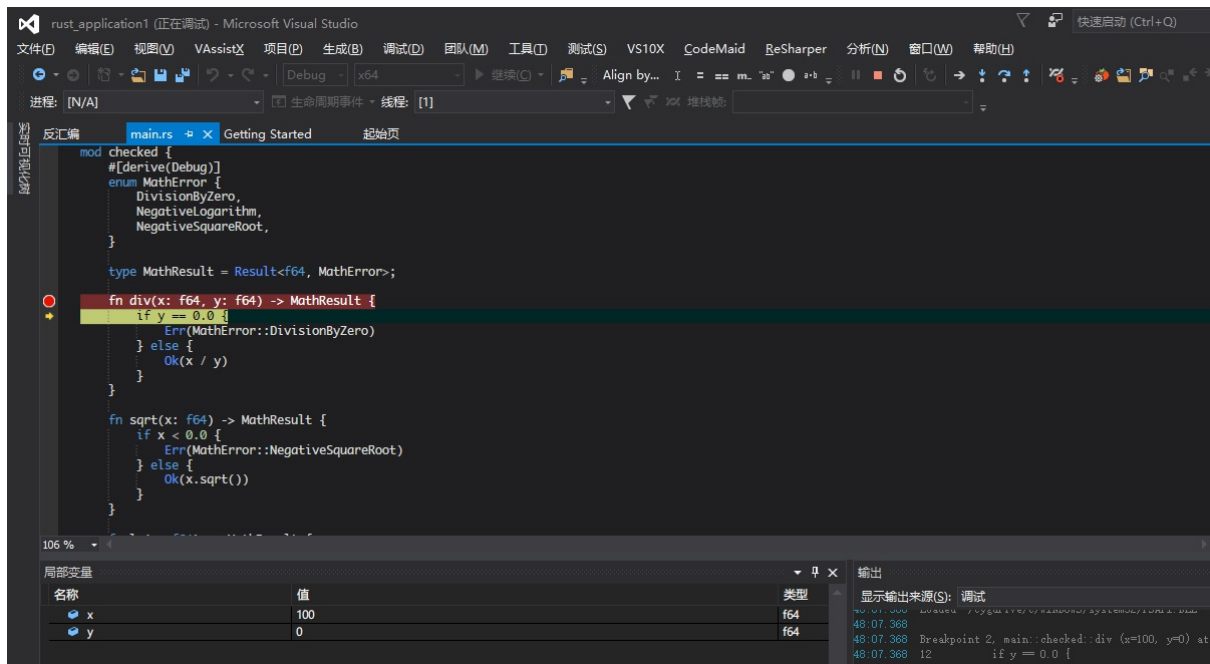 rust_application1 (正在调试) - Microsoft Visual Studio
快速启动 (Ctrl+Q)
文件(F) 编辑(E) 视图(V) VAssistX 项目(P) 生成(B) 调试(D) 团队(M) 工具(T) 测试(S) VS10X CodeMaid ReSharper 分析(N) 窗口(W) 帮助(H)
Debug x64 继续(C) Align by...
进程: [N/A] 生命周期事件 线程: [1] 堆栈帧:
反汇编 main.rs Getting Started 起始页
mod checked {
#[derive(Debug)]
enum MathError {
DivisionByZero,
NegativeLogarithm,
NegativeSquareRoot,
}
type MathResult = Result<f64, MathError>;
fn div(x: f64, y: f64) -> MathResult {
if y == 0.0 {
Err(MathError::DivisionByZero)
} else {
Ok(x / y)
}
}
fn sqrt(x: f64) -> MathResult {
if x < 0.0 {
Err(MathError::NegativeSquareRoot)
} else {
Ok(x.sqrt())
}
}
106 %
局部变量
名称 值 类型
x 100 f64
y 0 f64
输出
显示输出来源(S): 调试
48:07.368
48:07.368 Breakpoint 2, main::checked::div (x=100, y=0) at
48:07.368 12 if y == 0.0 {